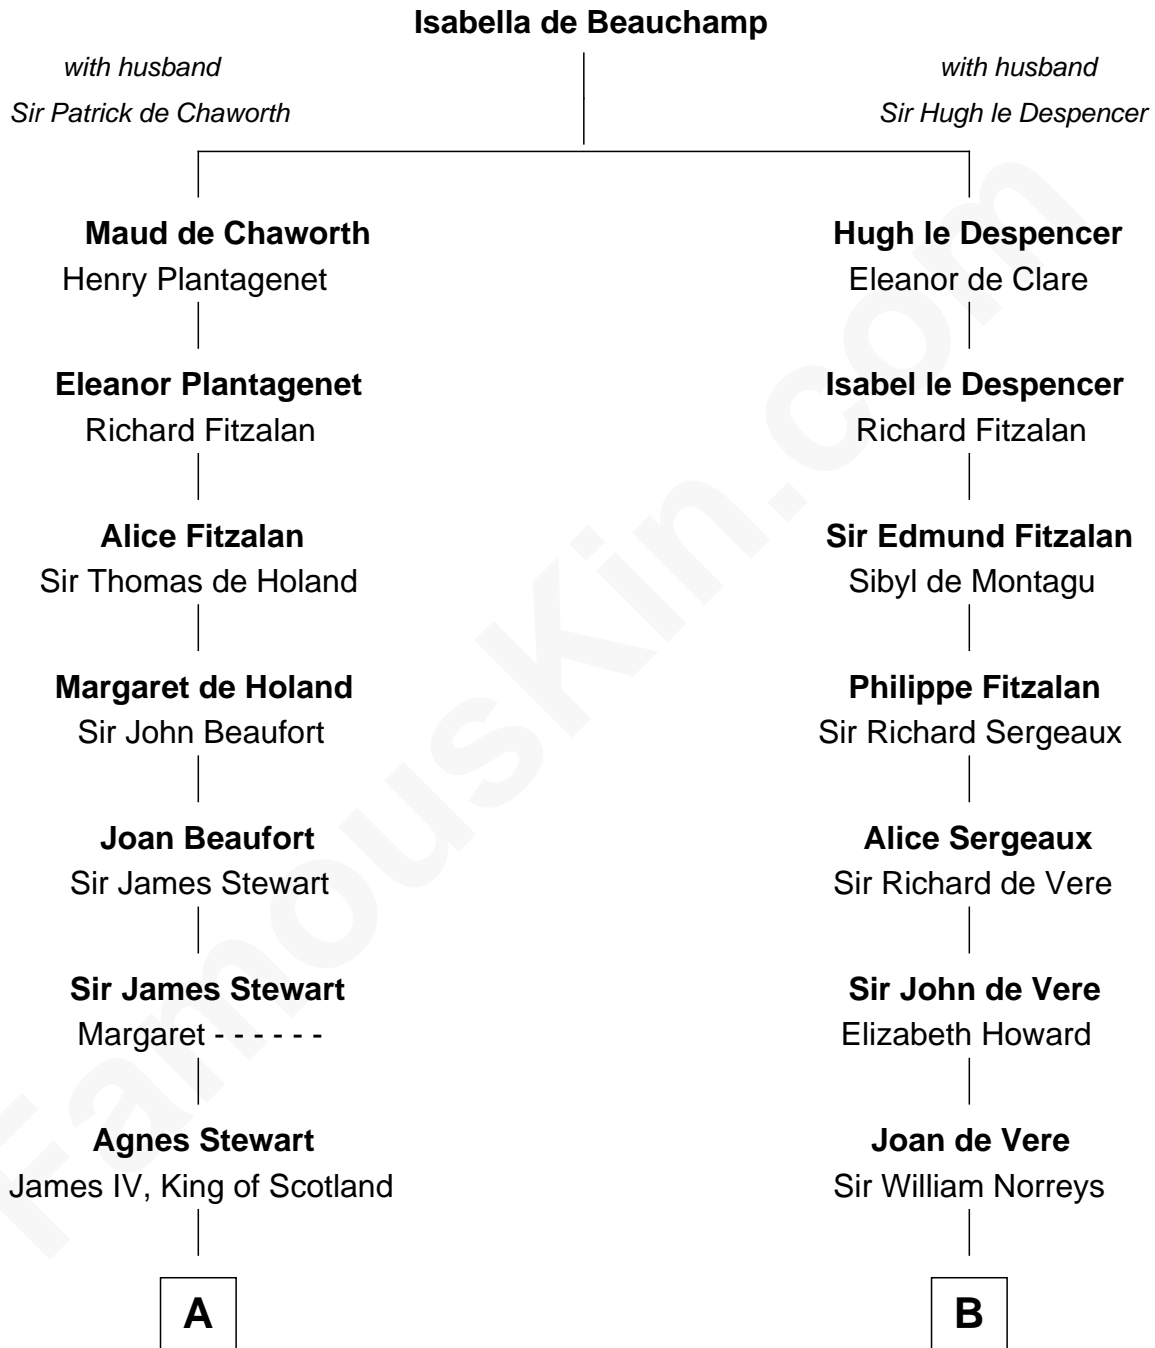 Isabella de Beauchamp
with husband
Sir Patrick de Chaworth
with husband
Sir Hugh le Despencer
Maud de Chaworth
Henry Plantagenet
Hugh le Despencer
Eleanor de Clare
Eleanor Plantagenet
Richard Fitzalan
Isabel le Despencer
Richard Fitzalan
Alice Fitzalan
Sir Thomas de Holand
Sir Edmund Fitzalan
Sibyl de Montagu
Margaret de Holand
Sir John Beaufort
Philippe Fitzalan
Sir Richard Sergeaux
Joan Beaufort
Sir James Stewart
Alice Sergeaux
Sir Richard de Vere
Sir James Stewart
Margaret - - - - - -
Sir John de Vere
Elizabeth Howard
Agnes Stewart
James IV, King of Scotland
Joan de Vere
Sir William Norreys
A
B
FamousKin.com